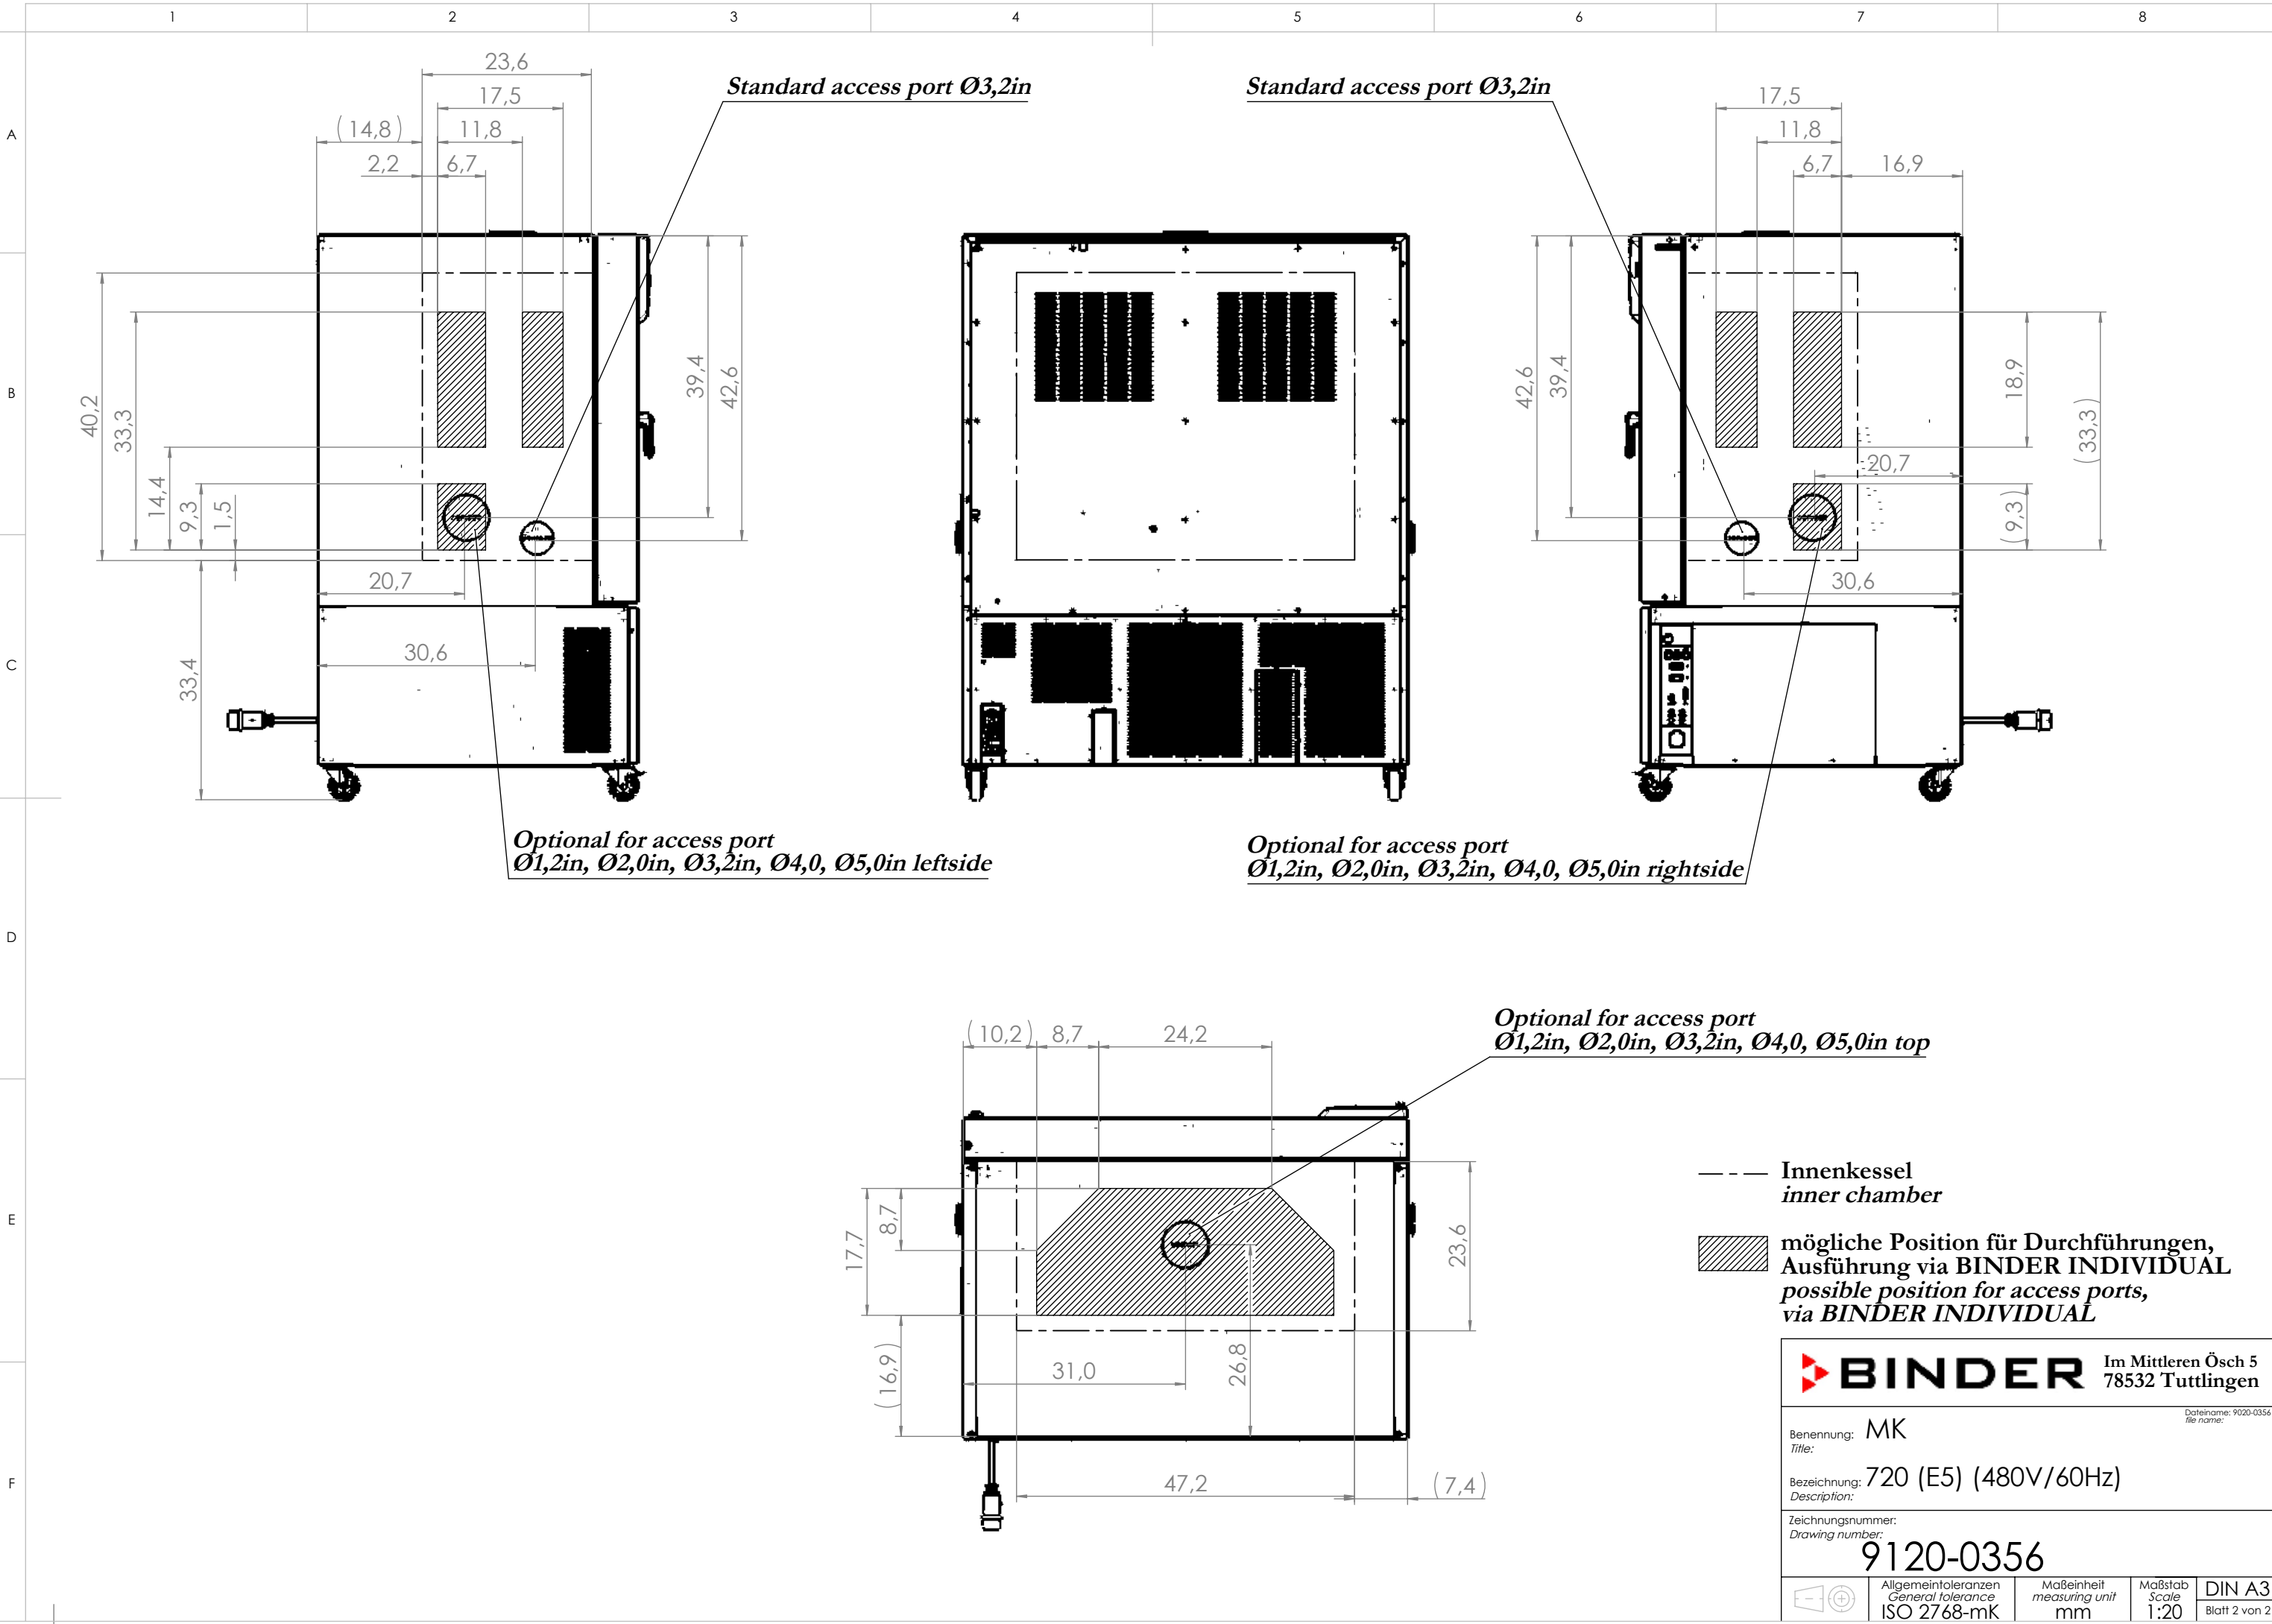 1 2 3 4 5 6 7 8
A
B
C
D
E
F
23,6
17,5
(14,8) 11,8
2,2 6,7
Standard access port Ø3,2in
40,2
33,3
14,4
9,3
1,5
39,4
42,6
20,7
30,6
33,4
Optional for access port
Ø1,2in, Ø2,0in, Ø3,2in, Ø4,0, Ø5,0in leftside
Standard access port Ø3,2in
17,5
11,8
6,7 16,9
42,6
39,4
18,9
(33,3)
20,7
(9,3)
30,6
Optional for access port
Ø1,2in, Ø2,0in, Ø3,2in, Ø4,0, Ø5,0in rightside
(10,2) 8,7 24,2
Optional for access port
Ø1,2in, Ø2,0in, Ø3,2in, Ø4,0, Ø5,0in top
17,7
8,7
23,6
(16,9)
31,0
26,8
47,2 (7,4)
Innenkessel
inner chamber
mögliche Position für Durchführungen,
Ausführung via BINDER INDIVIDUAL
possible position for access ports,
via BINDER INDIVIDUAL
BINDER
Im Mittleren Ösch 5
78532 Tuttlingen
Dateiname: 9020-0356
file name:
Benennung: MK
Title:
Bezeichnung: 720 (E5) (480V/60Hz)
Description:
Zeichnungsnummer:
Drawing number:
9120-0356
Allgemeintoleranzen
General tolerance
ISO 2768-mK
Maßeinheit
measuring unit
mm
Maßstab
Scale
1:20
DIN A3
Blatt 2 von 2